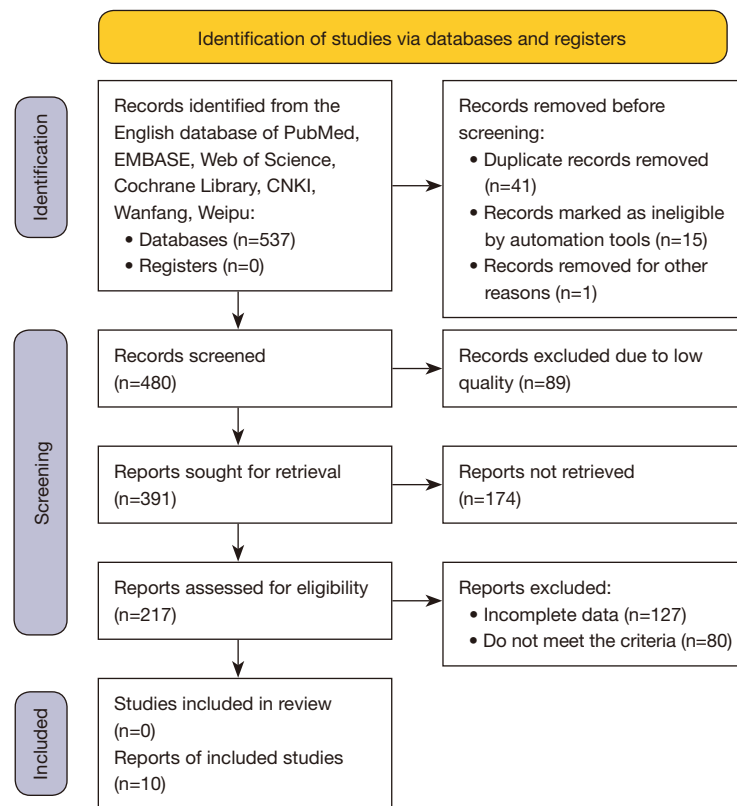 Identification of studies via databases and registers
Identification
Records identified from the
English database of PubMed,
EMBASE, Web of Science,
Cochrane Library, CNKI,
Wanfang, Weipu:
• Databases (n=537)
• Registers (n=0)
Records removed before
screening:
• Duplicate records removed
(n=41)
• Records marked as ineligible
by automation tools (n=15)
• Records removed for other
reasons (n=1)
Screening
Records screened
(n=480)
Records excluded due to low
quality (n=89)
Reports sought for retrieval
(n=391)
Reports not retrieved
(n=174)
Reports assessed for eligibility
(n=217)
Reports excluded:
• Incomplete data (n=127)
• Do not meet the criteria (n=80)
Included
Studies included in review
(n=0)
Reports of included studies
(n=10)